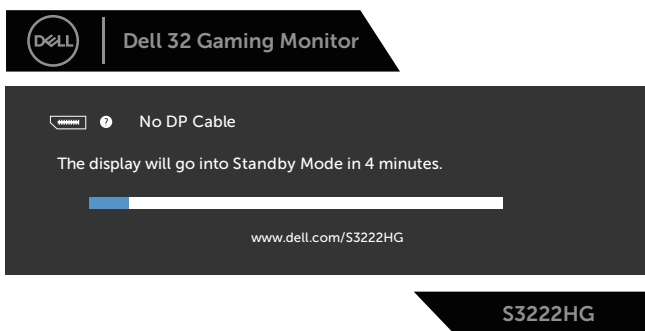 DELL
Dell 32 Gaming Monitor
? No DP Cable
The display will go into Standby Mode in 4 minutes.
www.dell.com/S3222HG
S3222HG